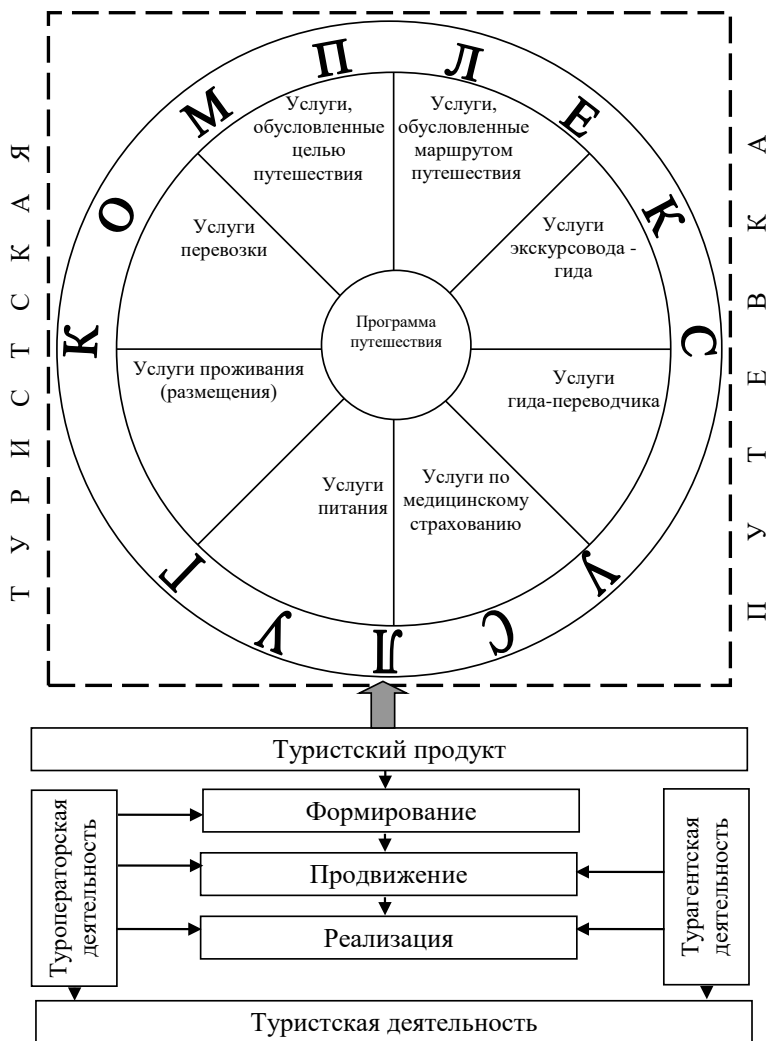 КОМПЛЕКС
УСЛУГ
ТУРИСТСКАЯ
ПУТЕВКА
Услуги,
обусловленные
целью
путешествия
Услуги,
обусловленные
маршрутом
путешествия
Услуги
перевозки
Услуги
экскурсовода -
гида
Программа
путешествия
Услуги проживания
(размещения)
Услуги
гида-переводчика
Услуги
питания
Услуги по
медицинскому
страхованию
Туристский продукт
Туроператорская
деятельность
Формирование
Продвижение
Реализация
Турагентская
деятельность
Туристская деятельность